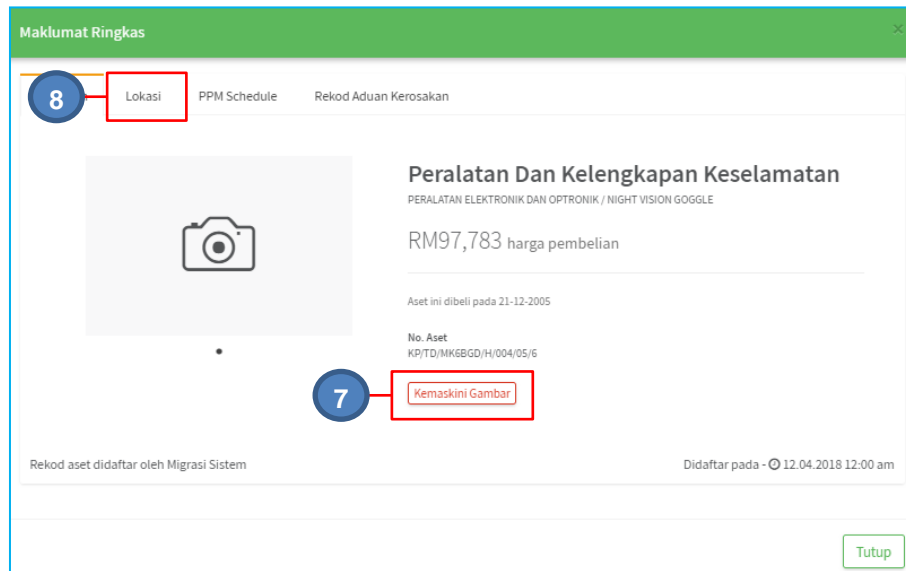 Maklumat Ringkas
×
8
Lokasi PPM Schedule Rekod Aduan Kerosakan
Peralatan Dan Kelengkapan Keselamatan
PERALATAN ELEKTRONIK DAN OPTRONIK / NIGHT VISION GOGGLE
RM97,783 harga pembelian
Aset ini dibeli pada 21-12-2005
No. Aset
KP/TD/MK6BGD/H/004/05/6
7
Kemaskini Gambar
Rekod aset didaftar oleh Migrasi Sistem Didaftar pada - 12.04.2018 12:00 am
Tutup